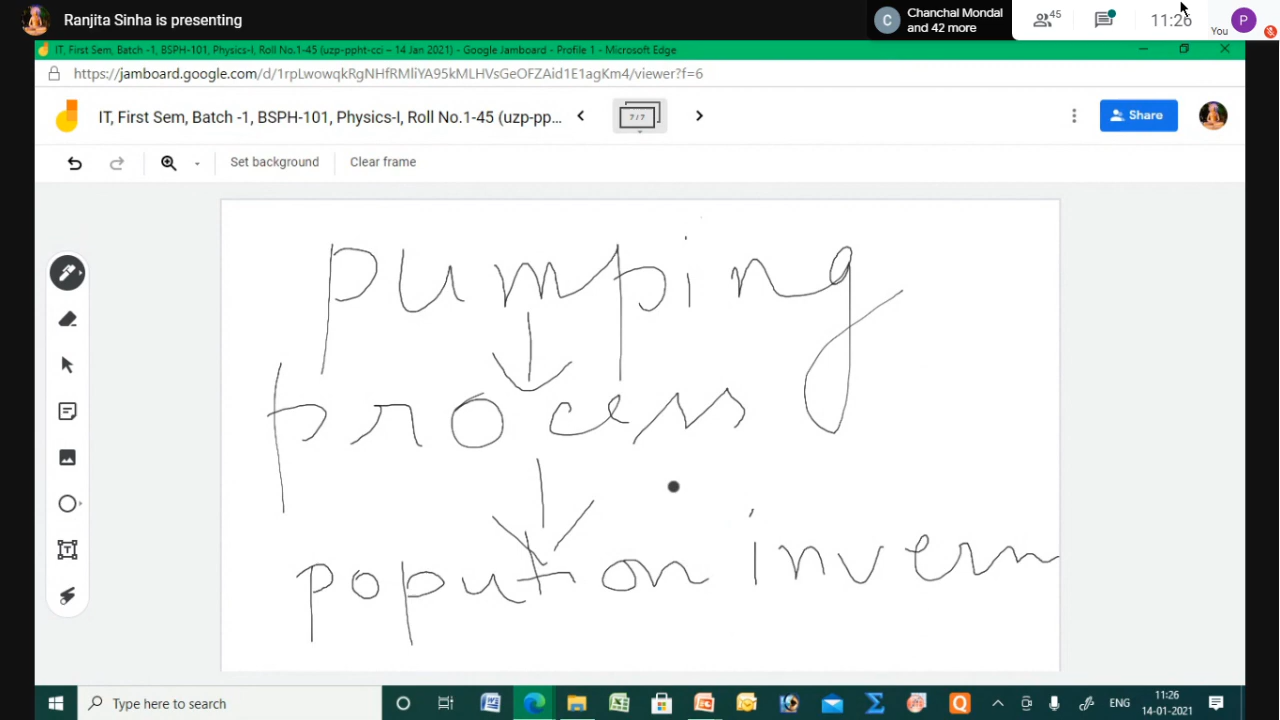 Ranjita Sinha is presenting
C Chanchal Mondal and 42 more
45
11:26
You P
IT, First Sem, Batch -1, BSPH-101, Physics-I, Roll No.1-45 (uzp-ppht-cci – 14 Jan 2021) - Google Jamboard - Profile 1 - Microsoft Edge
https://jamboard.google.com/d/1rpLwowqkRgNHfRMliYA95kMLHVsGeOFZAid1E1agKm4/viewer?f=6
IT, First Sem, Batch -1, BSPH-101, Physics-I, Roll No.1-45 (uzp-pp...
7 / 7
Share
Set background
Clear frame
pumping
process
poputon invern
Type here to search
ENG
11:26
14-01-2021